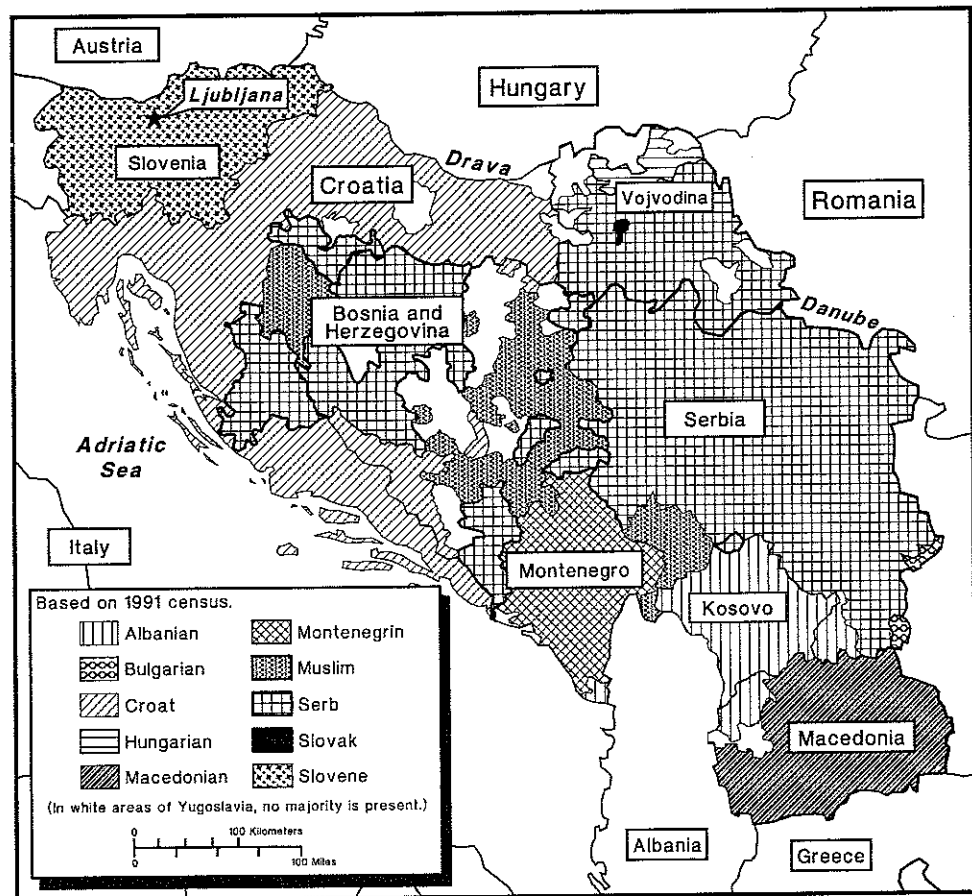 Austria
Ljubljana
Hungary
Slovenia
Drava
Croatia
Vojvodina
Romania
Bosnia and
Herzegovina
Danube
Serbia
Adriatic
Sea
Italy
Montenegro
Kosovo
Macedonia
Albania
Greece
Based on 1991 census.
Albanian
Montenegrin
Bulgarian
Muslim
Croat
Serb
Hungarian
Slovak
Macedonian
Slovene
(In white areas of Yugoslavia, no majority is present.)
0 100 Kilometers
0 100 Miles